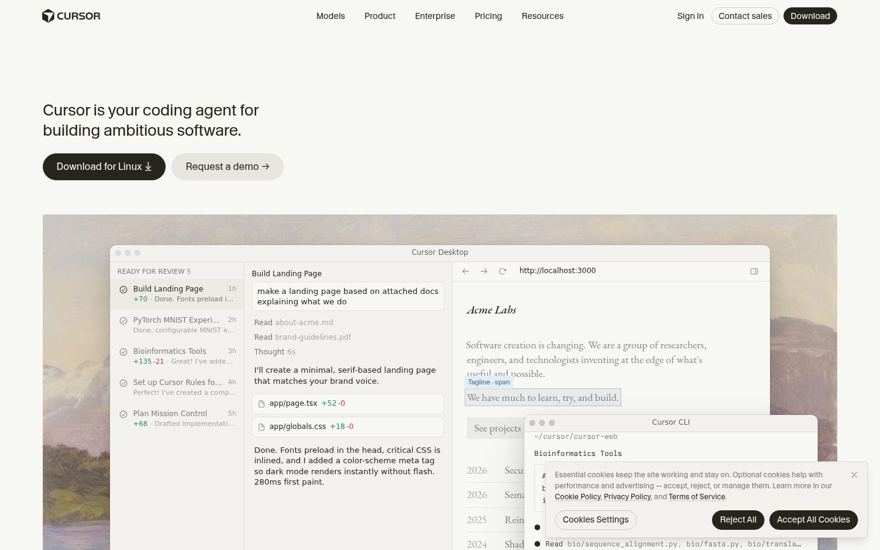 CURSOR
Models
Product
Enterprise
Pricing
Resources
Sign in
Contact sales
Download
Cursor is your coding agent for
building ambitious software.
Download for Linux ↓
Request a demo →
Cursor Desktop
READY FOR REVIEW 5
Build Landing Page 1h
+70 · Done. Fonts preload i…
PyTorch MNIST Experi… 2h
Done, configurable MNIST e…
Bioinformatics Tools 3h
+135 -21 · Great! I've adde…
Set up Cursor Rules fo… 4h
Perfect! I've created a comp…
Plan Mission Control 5h
+68 · Drafted implementati…
Build Landing Page
make a landing page based on attached docs
explaining what we do
Read about-acme.md
Read brand-guidelines.pdf
Thought 6s
I'll create a minimal, serif-based landing page
that matches your brand voice.
app/page.tsx +52 -0
app/globals.css +18 -0
Done. Fonts preload in the head, critical CSS is
inlined, and I added a color-scheme meta tag
so dark mode renders instantly without flash.
280ms first paint.
http://localhost:3000
Acme Labs
Software creation is changing. We are a group of researchers,
engineers, and technologists inventing at the edge of what's
useful and possible.
Tagline · span
We have much to learn, try, and build.
See projects
2026
2026
2025
2024
Cursor CLI
~/cursor/cursor-web
Bioinformatics Tools
Read bio/sequence_alignment.py, bio/fasta.py, bio/transla…
Essential cookies keep the site working and stay on. Optional cookies help with
performance and advertising — accept, reject, or manage them. Learn more in our
Cookie Policy, Privacy Policy, and Terms of Service.
Cookies Settings
Reject All
Accept All Cookies